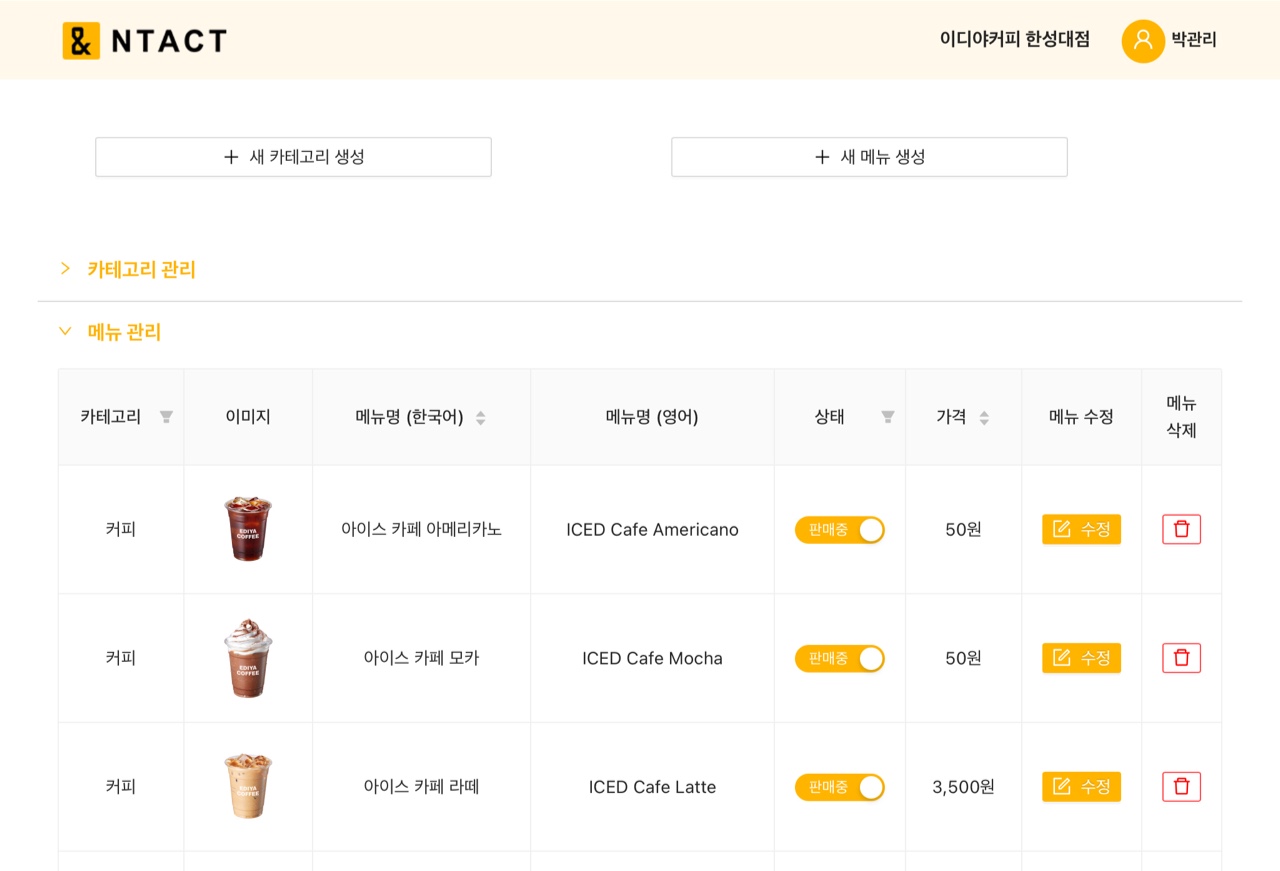 & NTACT
이디야커피 한성대점
박관리
+ 새 카테고리 생성
+ 새 메뉴 생성
카테고리 관리
메뉴 관리
카테고리 이미지 메뉴명 (한국어) 메뉴명 (영어) 상태 가격 메뉴 수정 메뉴
삭제
커피 EDIYA
COFFEE
아이스 카페 아메리카노 ICED Cafe Americano 판매중 50원 수정
커피 EDIYA
COFFEE
아이스 카페 모카 ICED Cafe Mocha 판매중 50원 수정
커피 EDIYA
COFFEE
아이스 카페 라떼 ICED Cafe Latte 판매중 3,500원 수정